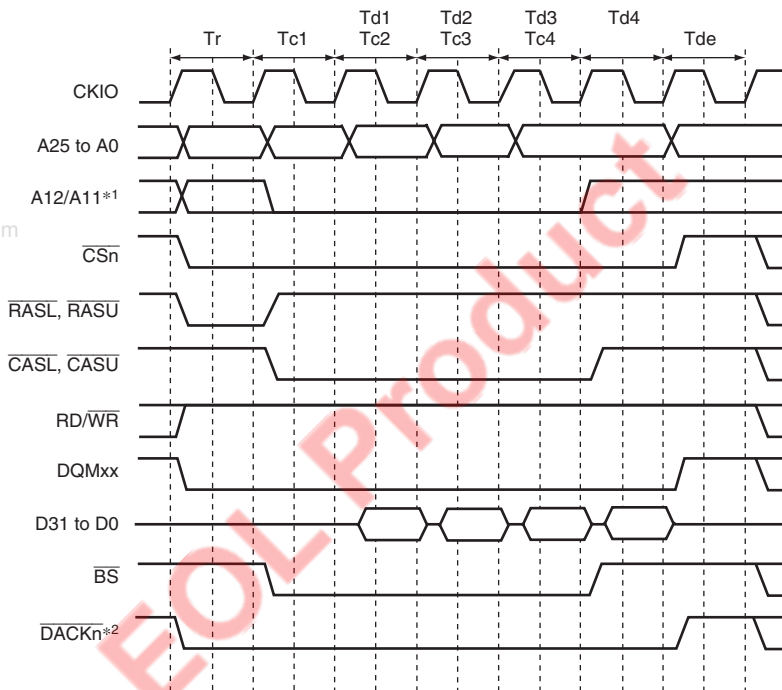 Td1 Td2 Td3 Td4
Tr Tc1 Tc2 Tc3 Tc4 Tde
CKIO
A25 to A0
A12/A11*1
m
CSn
RASL, RASU
CASL, CASU
RD/WR
DQMxx
D31 to D0
BS
DACKn*2
EOL Product